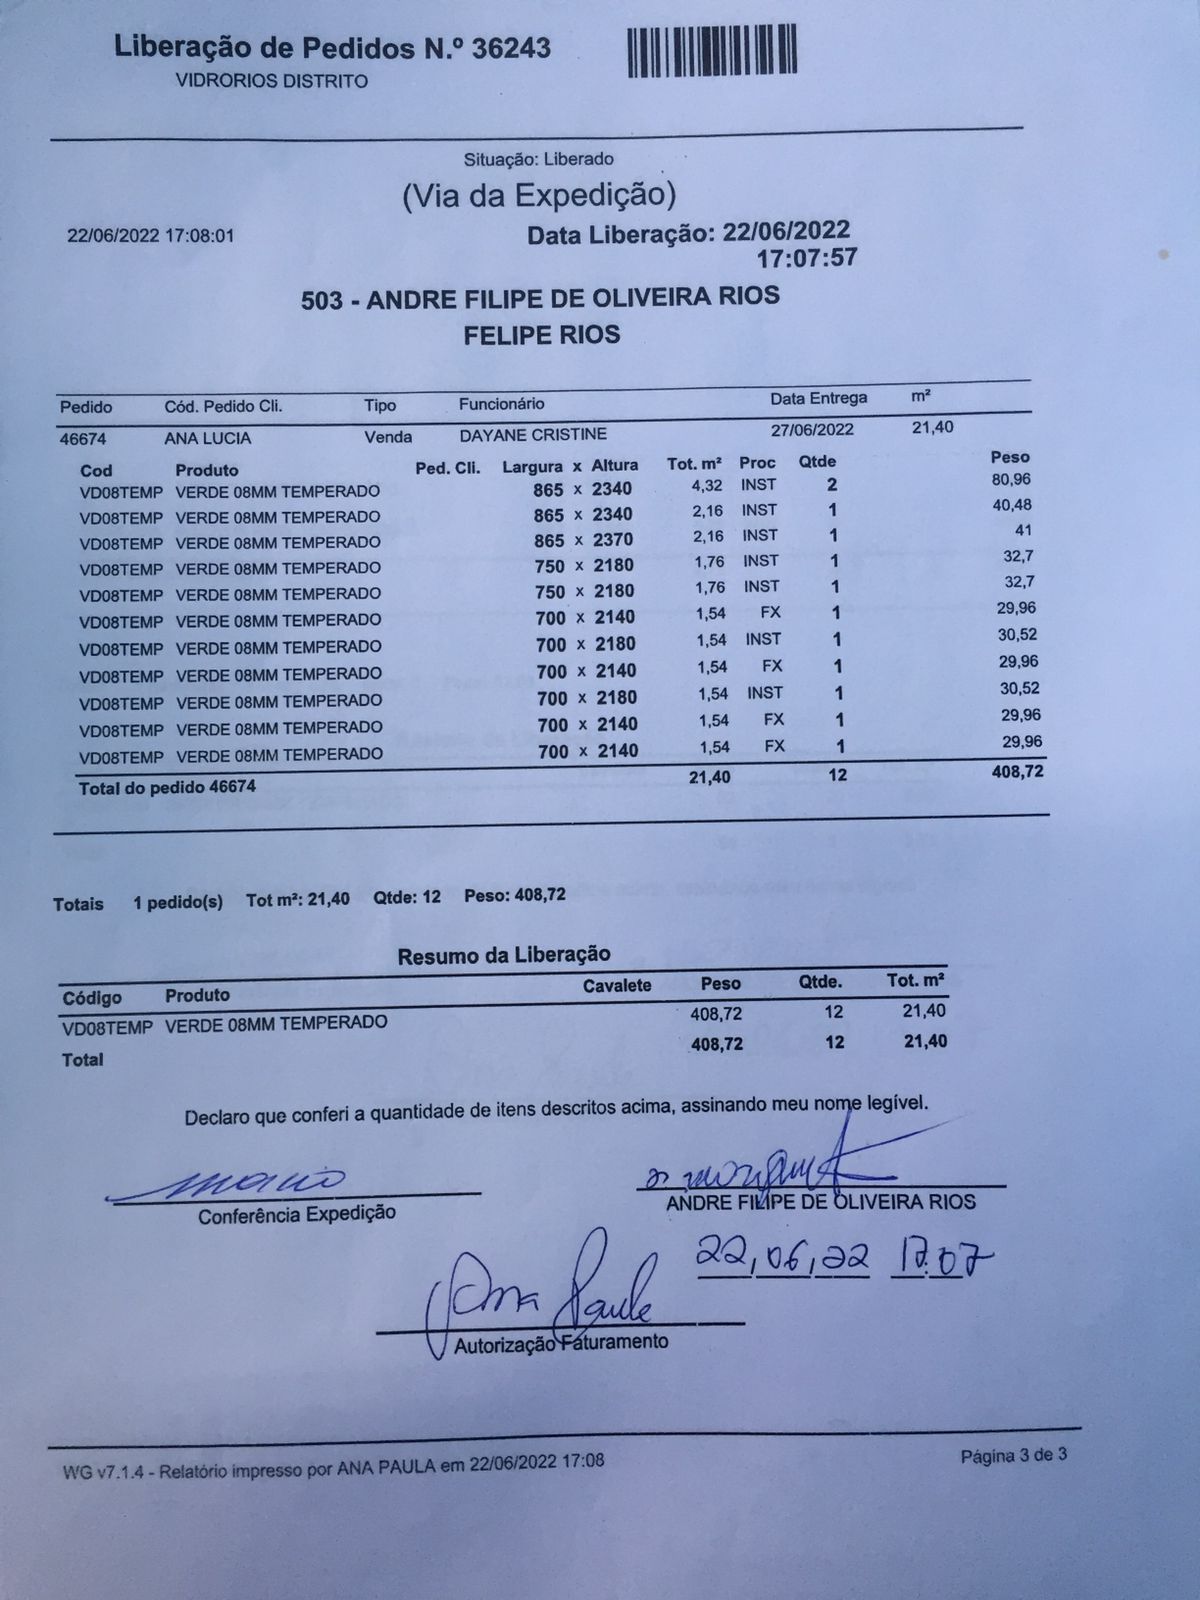 Liberação de Pedidos N.º 36243
VIDRORIOS DISTRITO
Situação: Liberado
(Via da Expedição)
22/06/2022 17:08:01
Data Liberação: 22/06/2022
17:07:57
503 - ANDRE FILIPE DE OLIVEIRA RIOS
FELIPE RIOS
Pedido Cód. Pedido Cli. Tipo Funcionário Data Entrega m²
46674 ANA LUCIA Venda DAYANE CRISTINE 27/06/2022 21,40
Cod Produto Ped. Cli. Largura x Altura Tot. m² Proc Qtde Peso
VD08TEMP VERDE 08MM TEMPERADO 865 x 2340 4,32 INST 2 80,96
VD08TEMP VERDE 08MM TEMPERADO 865 x 2340 2,16 INST 1 40,48
VD08TEMP VERDE 08MM TEMPERADO 865 x 2370 2,16 INST 1 41
VD08TEMP VERDE 08MM TEMPERADO 750 x 2180 1,76 INST 1 32,7
VD08TEMP VERDE 08MM TEMPERADO 750 x 2180 1,76 INST 1 32,7
VD08TEMP VERDE 08MM TEMPERADO 700 x 2140 1,54 FX 1 29,96
VD08TEMP VERDE 08MM TEMPERADO 700 x 2180 1,54 INST 1 30,52
VD08TEMP VERDE 08MM TEMPERADO 700 x 2140 1,54 FX 1 29,96
VD08TEMP VERDE 08MM TEMPERADO 700 x 2180 1,54 INST 1 30,52
VD08TEMP VERDE 08MM TEMPERADO 700 x 2140 1,54 FX 1 29,96
VD08TEMP VERDE 08MM TEMPERADO 700 x 2140 1,54 FX 1 29,96
Total do pedido 46674 21,40 12 408,72
Totais 1 pedido(s) Tot m²: 21,40 Qtde: 12 Peso: 408,72
Resumo da Liberação
Código Produto Cavalete Peso Qtde. Tot. m²
VD08TEMP VERDE 08MM TEMPERADO 408,72 12 21,40
Total 408,72 12 21,40
Declaro que conferi a quantidade de itens descritos acima, assinando meu nome legível.
Conferência Expedição
ANDRE FILIPE DE OLIVEIRA RIOS
22,06,22 17:07
Ana Paula
Autorização Faturamento
WG v7.1.4 - Relatório impresso por ANA PAULA em 22/06/2022 17:08
Página 3 de 3